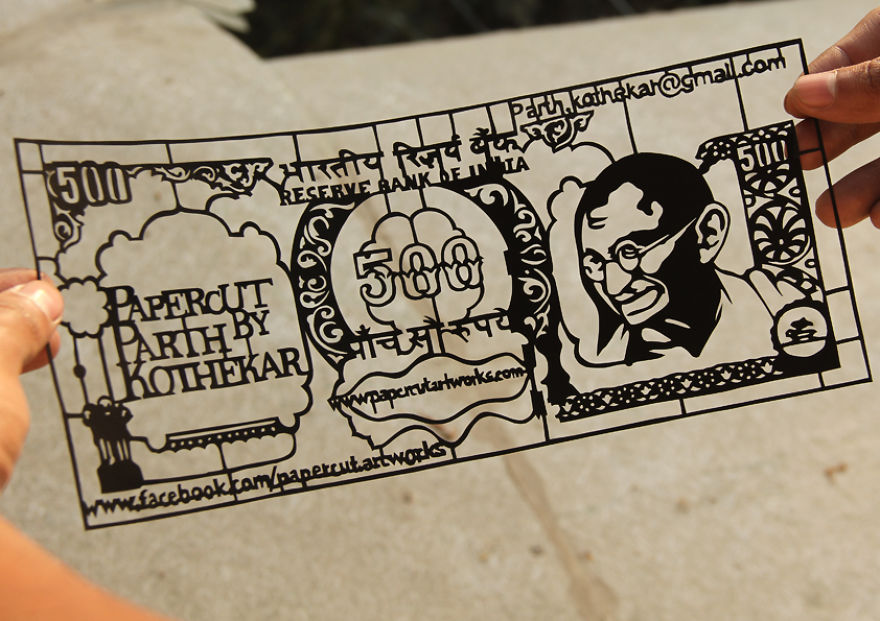 Parth.kothekar@gmail.com
500
भारतीय रिज़र्व बैंक
RESERVE BANK OF INDIA
500
500
PAPERCUT
BY
PARTH
KOTHEKAR
पाँच सौ रुपये
www.papercutartworks.com
www.facebook.com/papercut.artworks